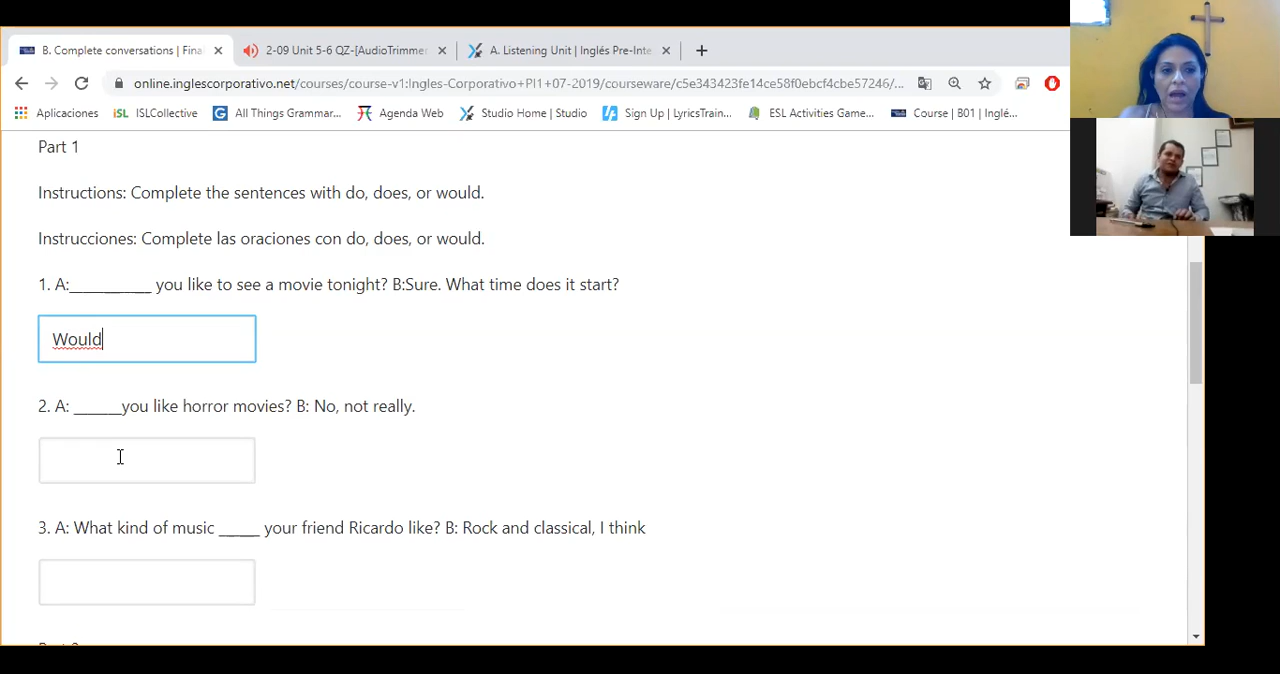 B. Complete conversations | Fina
2-09 Unit 5-6 QZ-[AudioTrimmer
A. Listening Unit | Inglés Pre-Inte
online.inglescorporativo.net/courses/course-v1:Ingles-Corporativo+PI1+07-2019/courseware/c5e343423fe14ce58f0ebcf4cbe57246/...
Aplicaciones iSL ISLCollective G All Things Grammar... Agenda Web Studio Home | Studio Sign Up | LyricsTrain... ESL Activities Game... Course | B01 | Inglé...
Part 1
Instructions: Complete the sentences with do, does, or would.
Instrucciones: Complete las oraciones con do, does, or would.
1. A:___________ you like to see a movie tonight? B:Sure. What time does it start?
Would
2. A: ______you like horror movies? B: No, not really.
3. A: What kind of music _____ your friend Ricardo like? B: Rock and classical, I think